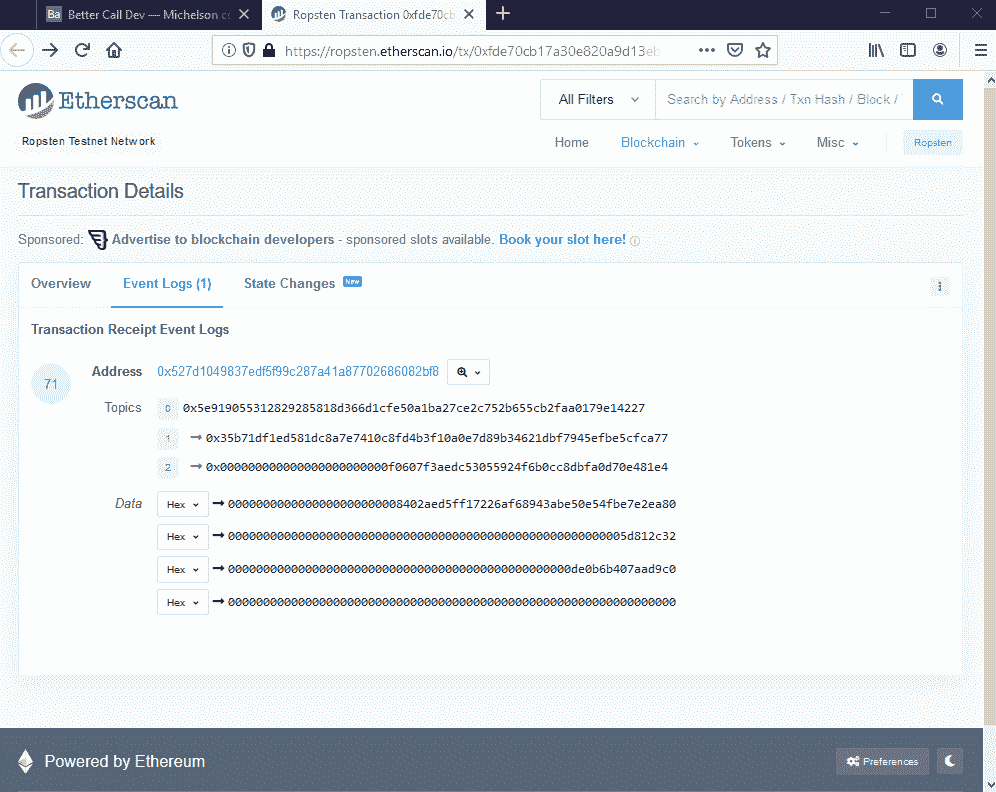 Ba Better Call Dev — Michelson co
Ropsten Transaction 0xfde70cb
https://ropsten.etherscan.io/tx/0xfde70cb17a30e820a9d13eb
Etherscan
All Filters
Search by Address / Txn Hash / Block /
Ropsten Testnet Network
Home Blockchain Tokens Misc Ropsten
Transaction Details
Sponsored: Advertise to blockchain developers - sponsored slots available. Book your slot here!
Overview Event Logs (1) State Changes New
Transaction Receipt Event Logs
71 Address 0x527d1049837edf5f99c287a41a87702686082bf8
Topics 0 0x5e919055312829285818d366d1cfe50a1ba27ce2c752b655cb2faa0179e14227
1 0x35b71df1ed581dc8a7e7410c8fd4b3f10a0e7d89b34621dbf7945efbe5cfca77
2 0x000000000000000000000000f0607f3aedc53055924f6b0cc8dbfa0d70e481e4
Data Hex 0000000000000000000000008402aed5ff17226af68943abe50e54fbe7e2ea80
Hex 000000000000000000000000000000000000000000000000000000005d812c32
Hex 0000000000000000000000000000000000000000000000000de0b6b407aad9c0
Hex 0000000000000000000000000000000000000000000000000000000000000000
Powered by Ethereum
Preferences